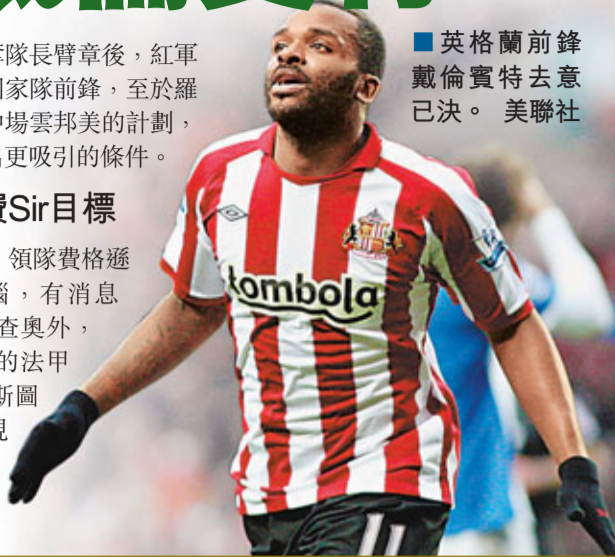 隊長臂章後，紅軍
家隊前鋒，至於羅
場雲邦美的計劃，
更吸引的條件。
Sir目標
領隊費格遜
，有消息
查奧外，
的法甲
斯圖
■英格蘭前鋒
戴倫賓特去意
已決。 美聯社
tombola
11